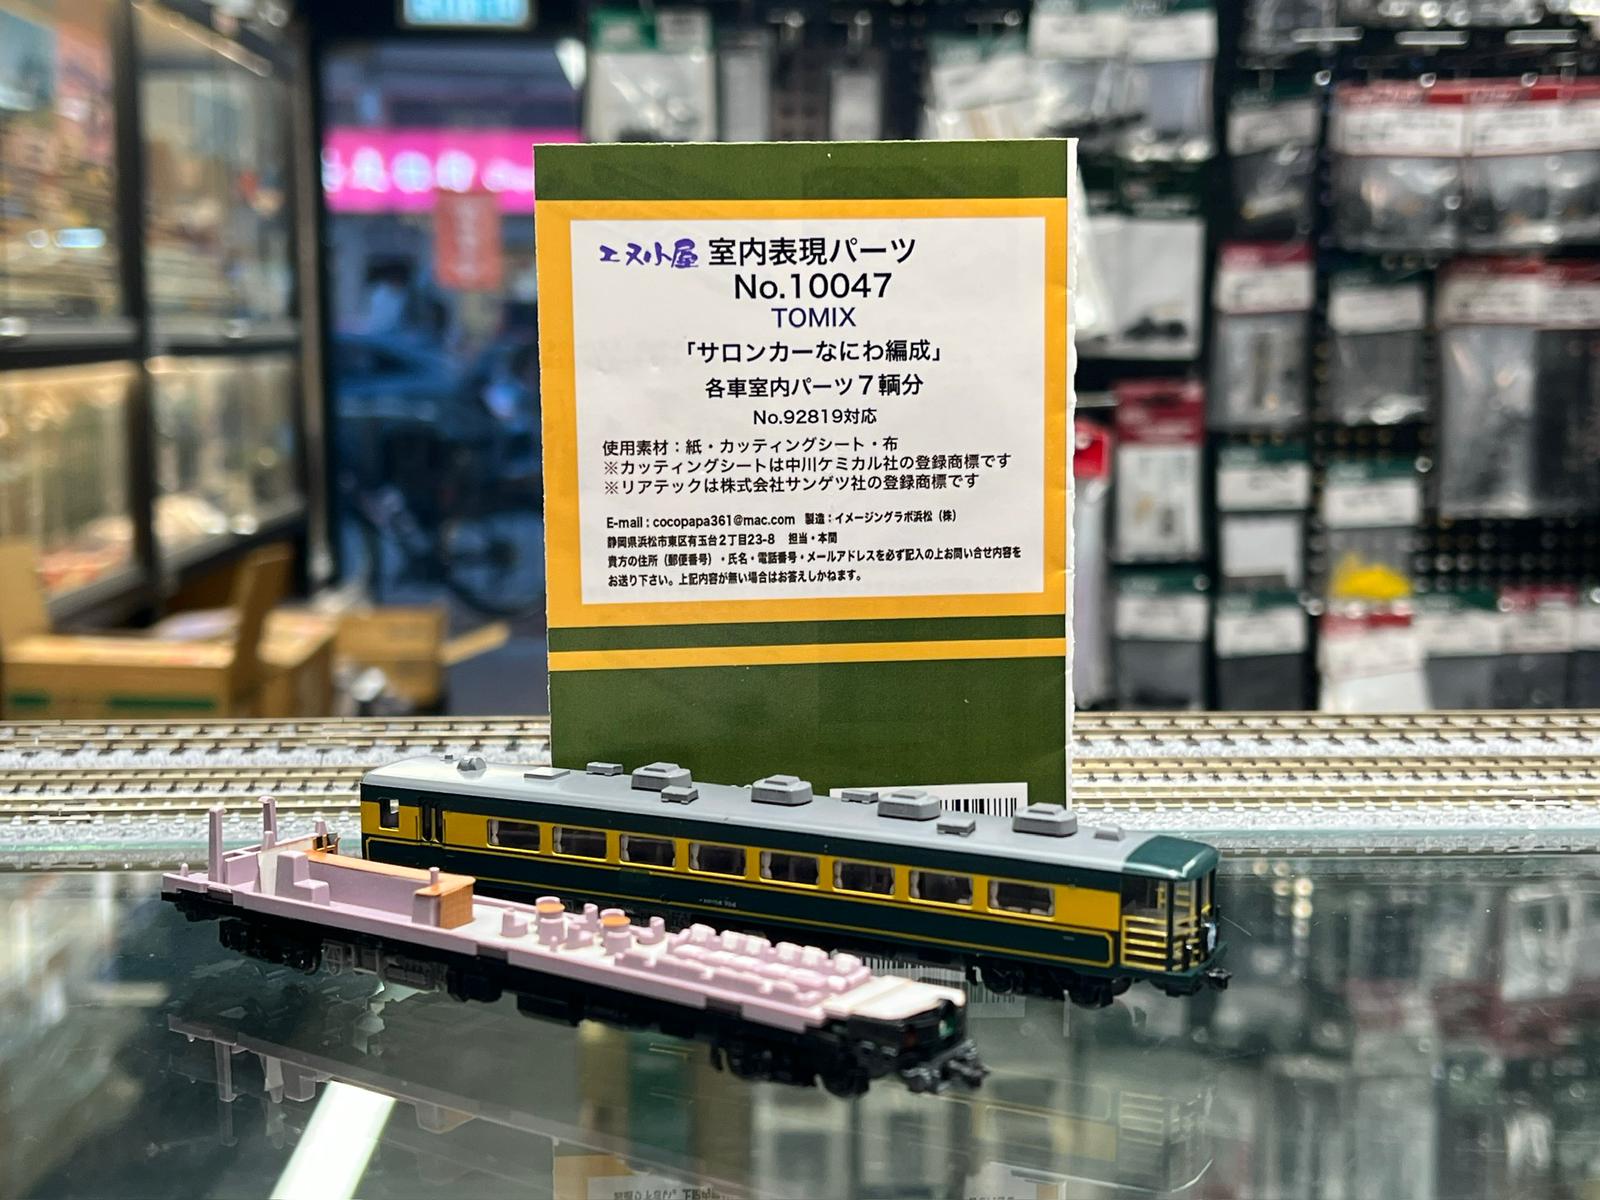 エヌ小屋 室内表現パーツ
No.10047
TOMIX
「サロンカーなにわ編成」
各車室内パーツ7輌分
No.92819対応
使用素材：紙・カッティングシート・布
※カッティングシートは中川ケミカル社の登録商標です
※リアテックは株式会社サンゲツ社の登録商標です
E-mail : cocopapa361@mac.com 製造：イメージングラボ浜松（株）
静岡県浜松市東区有玉台2丁目23-8 担当・本間
貴方の住所（郵便番号）・氏名・電話番号・メールアドレスを必ず記入の上お問い合せ内容を
お送り下さい。上記内容が無い場合はお答えしかねます。